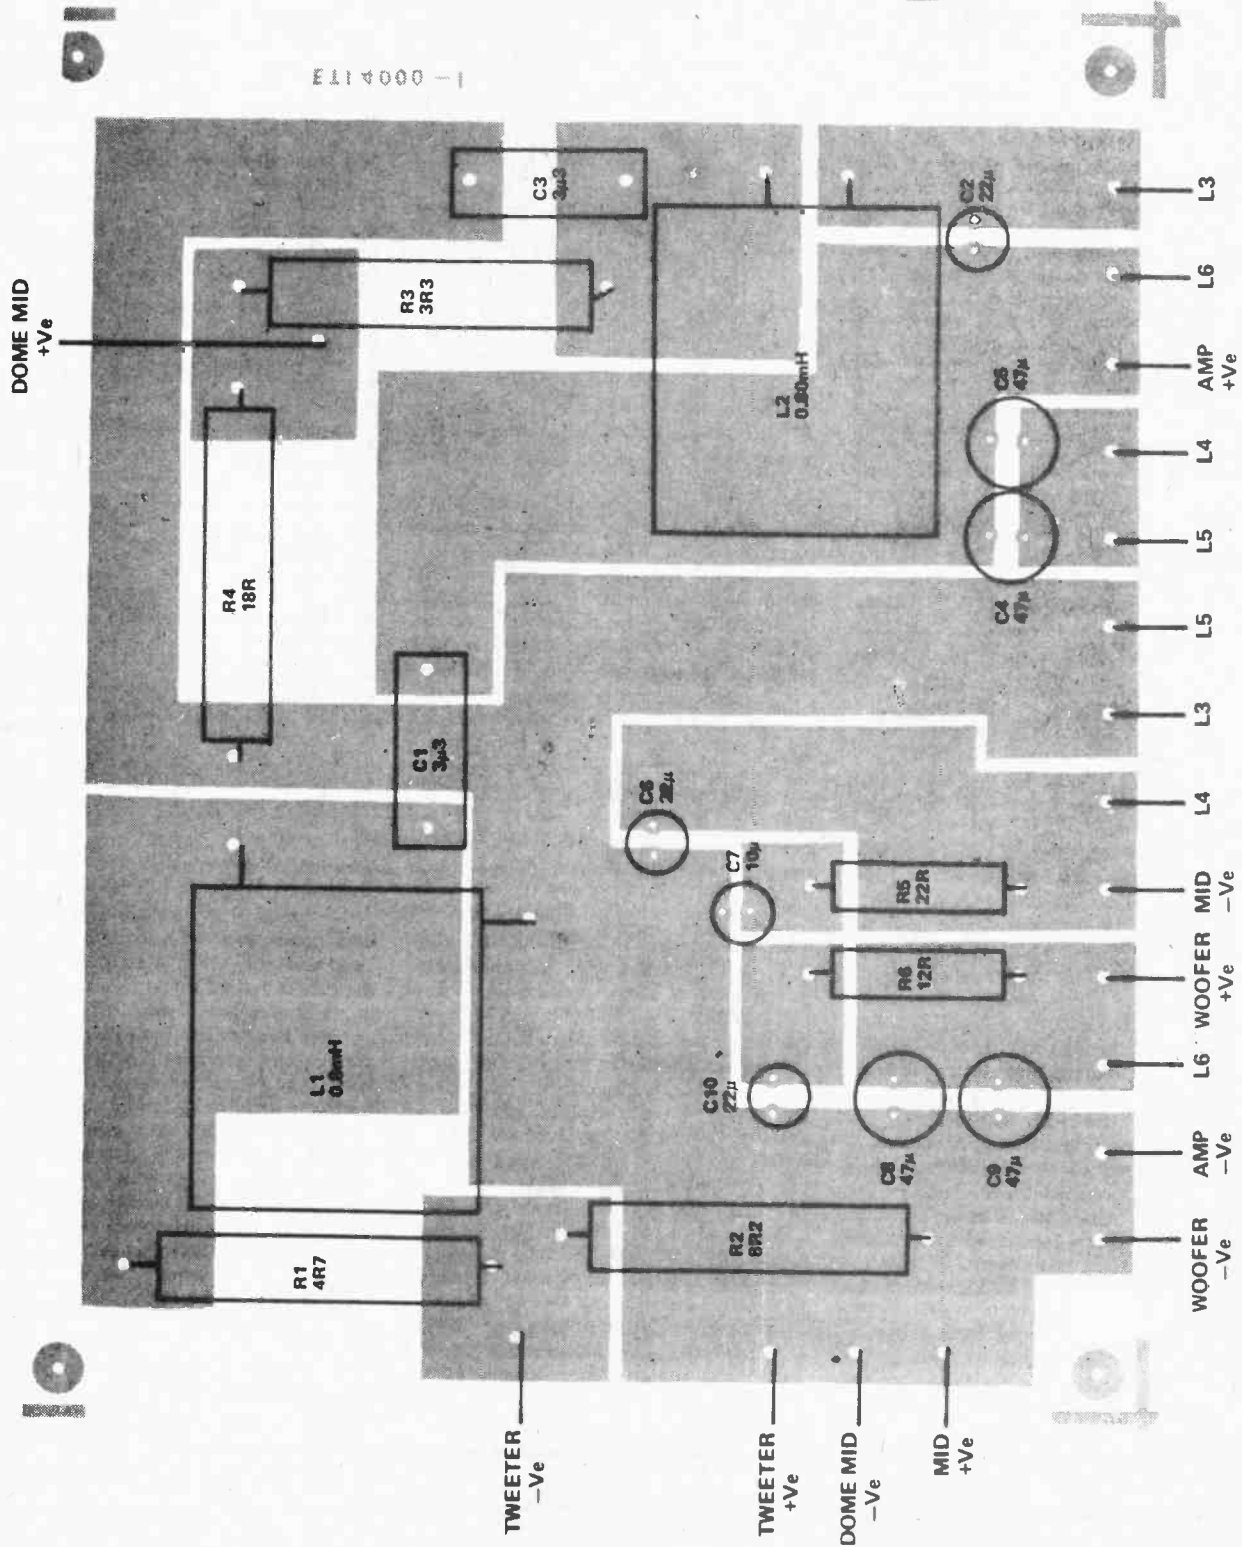 ETI 4000 - 1
DOME MID
+Ve
C3
3µ3
R3
3R3
C2
22µ
L2
0.80mH
R4
18R
C5
47µ
C4
47µ
C1
3µ3
C6
22µ
C7
10µ
R5
22R
R6
12R
L1
0.8mH
C10
22µ
C8
47µ
C9
47µ
R1
4R7
R2
8R2
L3
L6
AMP
+Ve
L4
L5
L5
L3
L4
MID
–Ve
WOOFER
+Ve
L6
AMP
–Ve
WOOFER
–Ve
TWEETER
–Ve
TWEETER
+Ve
DOME MID
–Ve
MID
+Ve